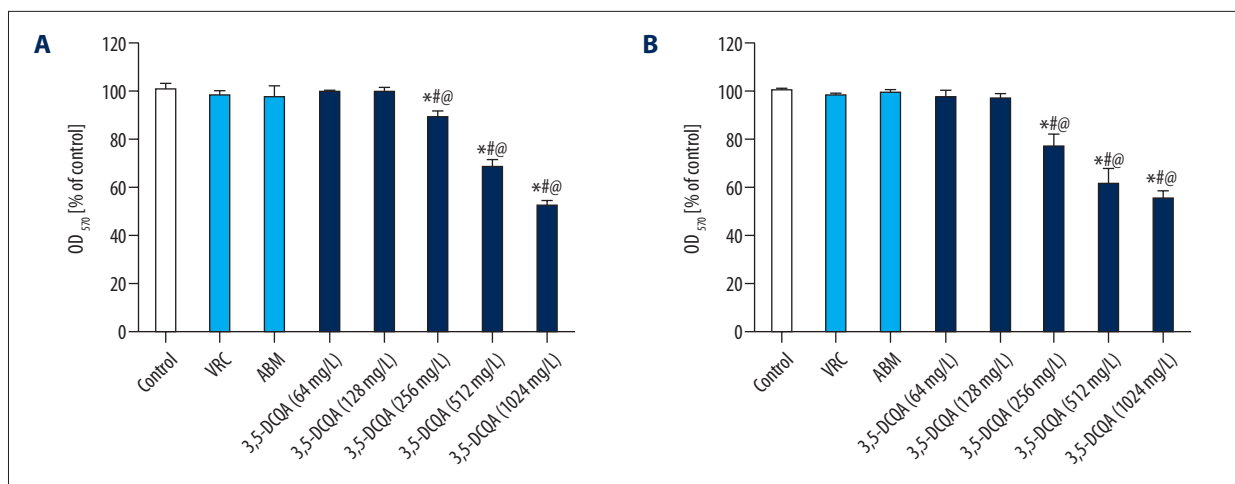 A
OD 570 [% of control]
120
100
80
60
40
20
0
*#@
*#@
*#@
Control
VRC
ABM
3,5-DCQA (64 mg/L)
3,5-DCQA (128 mg/L)
3,5-DCQA (256 mg/L)
3,5-DCQA (512 mg/L)
3,5-DCQA (1024 mg/L)
B
OD 570 [% of control]
120
100
80
60
40
20
0
*#@
*#@
*#@
Control
VRC
ABM
3,5-DCQA (64 mg/L)
3,5-DCQA (128 mg/L)
3,5-DCQA (256 mg/L)
3,5-DCQA (512 mg/L)
3,5-DCQA (1024 mg/L)